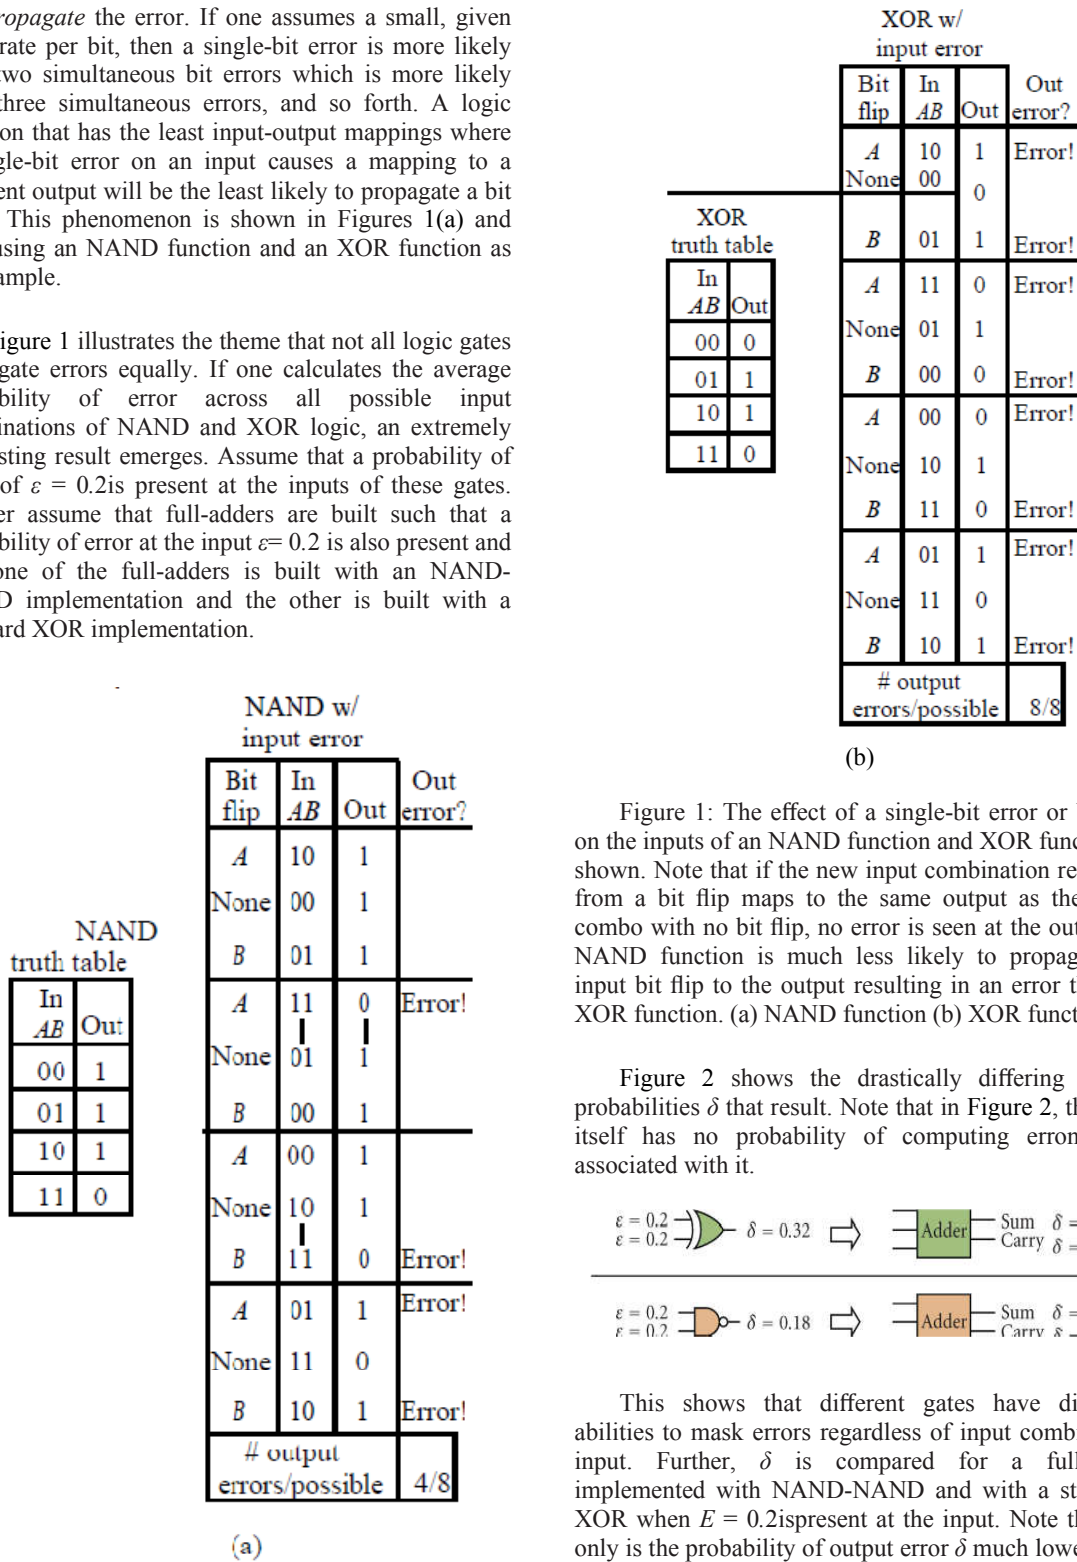 ropagate the error. If one assumes a small, given
rate per bit, then a single-bit error is more likely
two simultaneous bit errors which is more likely
three simultaneous errors, and so forth. A logic
on that has the least input-output mappings where
gle-bit error on an input causes a mapping to a
ent output will be the least likely to propagate a bit
This phenomenon is shown in Figures 1(a) and
using an NAND function and an XOR function as
ample.
igure 1 illustrates the theme that not all logic gates
gate errors equally. If one calculates the average
bility of error across all possible input
inations of NAND and XOR logic, an extremely
sting result emerges. Assume that a probability of
of ε = 0.2is present at the inputs of these gates.
er assume that full-adders are built such that a
bility of error at the input ε= 0.2 is also present and
one of the full-adders is built with an NAND-
D implementation and the other is built with a
ard XOR implementation.
NAND w/
input error
Bit flip In AB Out Out error?
A 10 1
None 00 1
B 01 1
A 11 0 Error!
None 01 1
B 00 1
A 00 1
None 10 1
B 11 0 Error!
A 01 1 Error!
None 11 0
B 10 1 Error!
# output
errors/possible 4/8
NAND
truth table
In AB Out
00 1
01 1
10 1
11 0
(a)
XOR w/
input error
Bit flip In AB Out Out error?
A 10 1 Error!
None 00 0
B 01 1 Error!
A 11 0 Error!
None 01 1
B 00 0 Error!
A 00 0 Error!
None 10 1
B 11 0 Error!
A 01 1 Error!
None 11 0
B 10 1 Error!
# output
errors/possible 8/8
XOR
truth table
In AB Out
00 0
01 1
10 1
11 0
(b)
Figure 1: The effect of a single-bit error or
on the inputs of an NAND function and XOR func
shown. Note that if the new input combination re
from a bit flip maps to the same output as the
combo with no bit flip, no error is seen at the out
NAND function is much less likely to propag
input bit flip to the output resulting in an error t
XOR function. (a) NAND function (b) XOR funct
Figure 2 shows the drastically differing
probabilities δ that result. Note that in Figure 2, th
itself has no probability of computing erron
associated with it.
ε = 0.2
ε = 0.2
δ = 0.32
Adder
Sum δ =
Carry δ =
ε = 0.2
ε = 0.2
δ = 0.18
Adder
Sum δ =
Carry δ =
This shows that different gates have di
abilities to mask errors regardless of input combi
input. Further, δ is compared for a full
implemented with NAND-NAND and with a st
XOR when E = 0.2ispresent at the input. Note th
only is the probability of output error δ much lowe